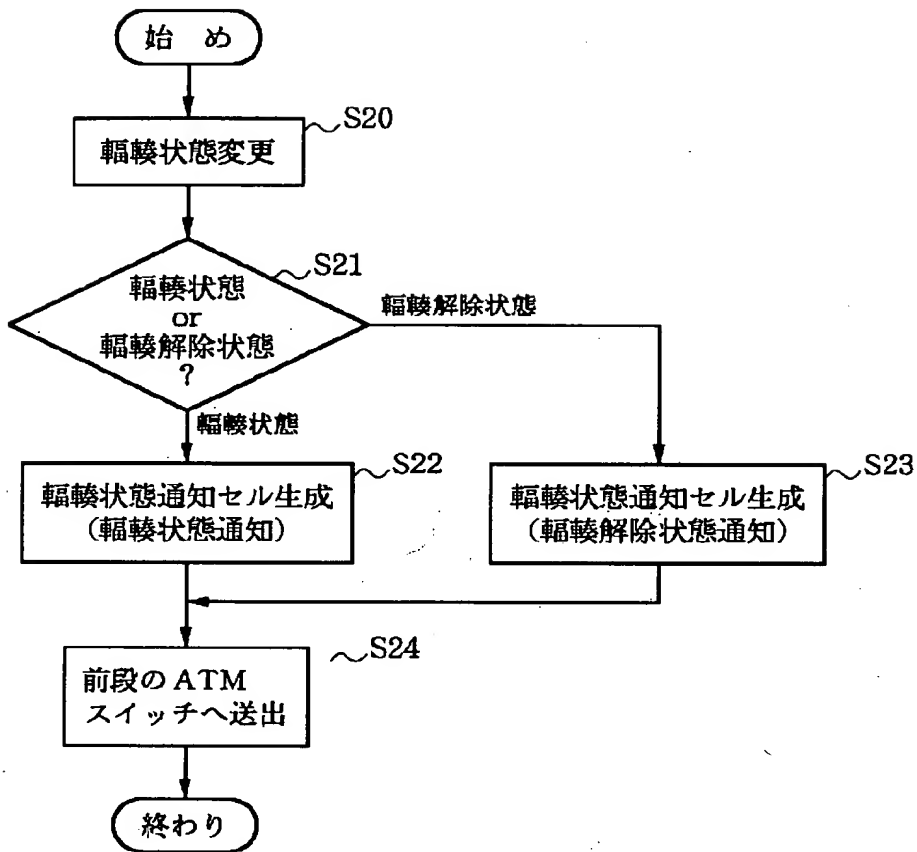 始 め
S20
輻輳状態変更
S21
輻輳状態
or
輻輳解除状態
?
輻輳解除状態
輻輳状態
S22
輻輳状態通知セル生成
(輻輳状態通知)
S23
輻輳状態通知セル生成
(輻輳解除状態通知)
S24
前段のATM
スイッチへ送出
終わり